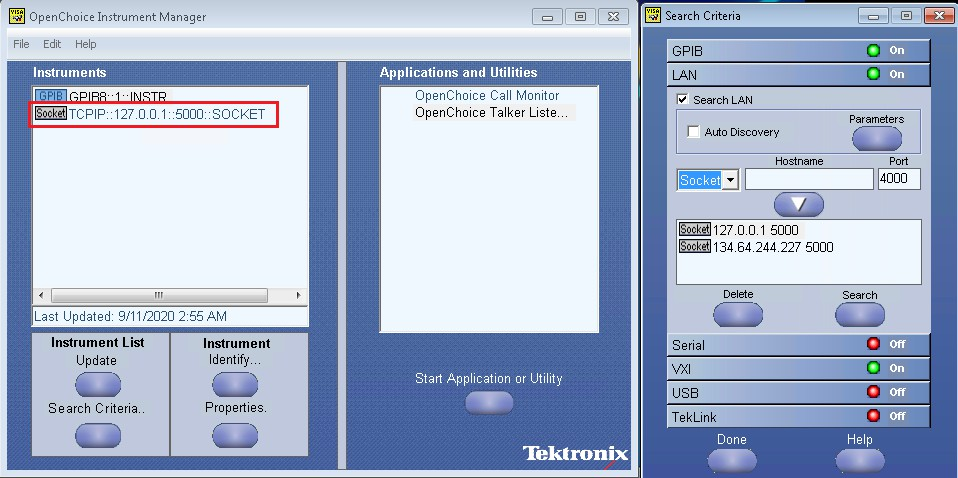 OpenChoice Instrument Manager
File Edit Help
Instruments
GPIB GPIB8::1::INSTR
Socket TCPIP::127.0.0.1::5000::SOCKET
Last Updated: 9/11/2020 2:55 AM
Instrument List
Update
Search Criteria..
Instrument
Identify...
Properties.
Applications and Utilities
OpenChoice Call Monitor
OpenChoice Talker Liste...
Start Application or Utility
Tektronix
Search Criteria
GPIB On
LAN On
Search LAN
Auto Discovery
Parameters
Hostname Port
Socket 4000
Socket 127.0.0.1 5000
Socket 134.64.244.227 5000
Delete Search
Serial Off
VXI On
USB Off
TekLink Off
Done Help